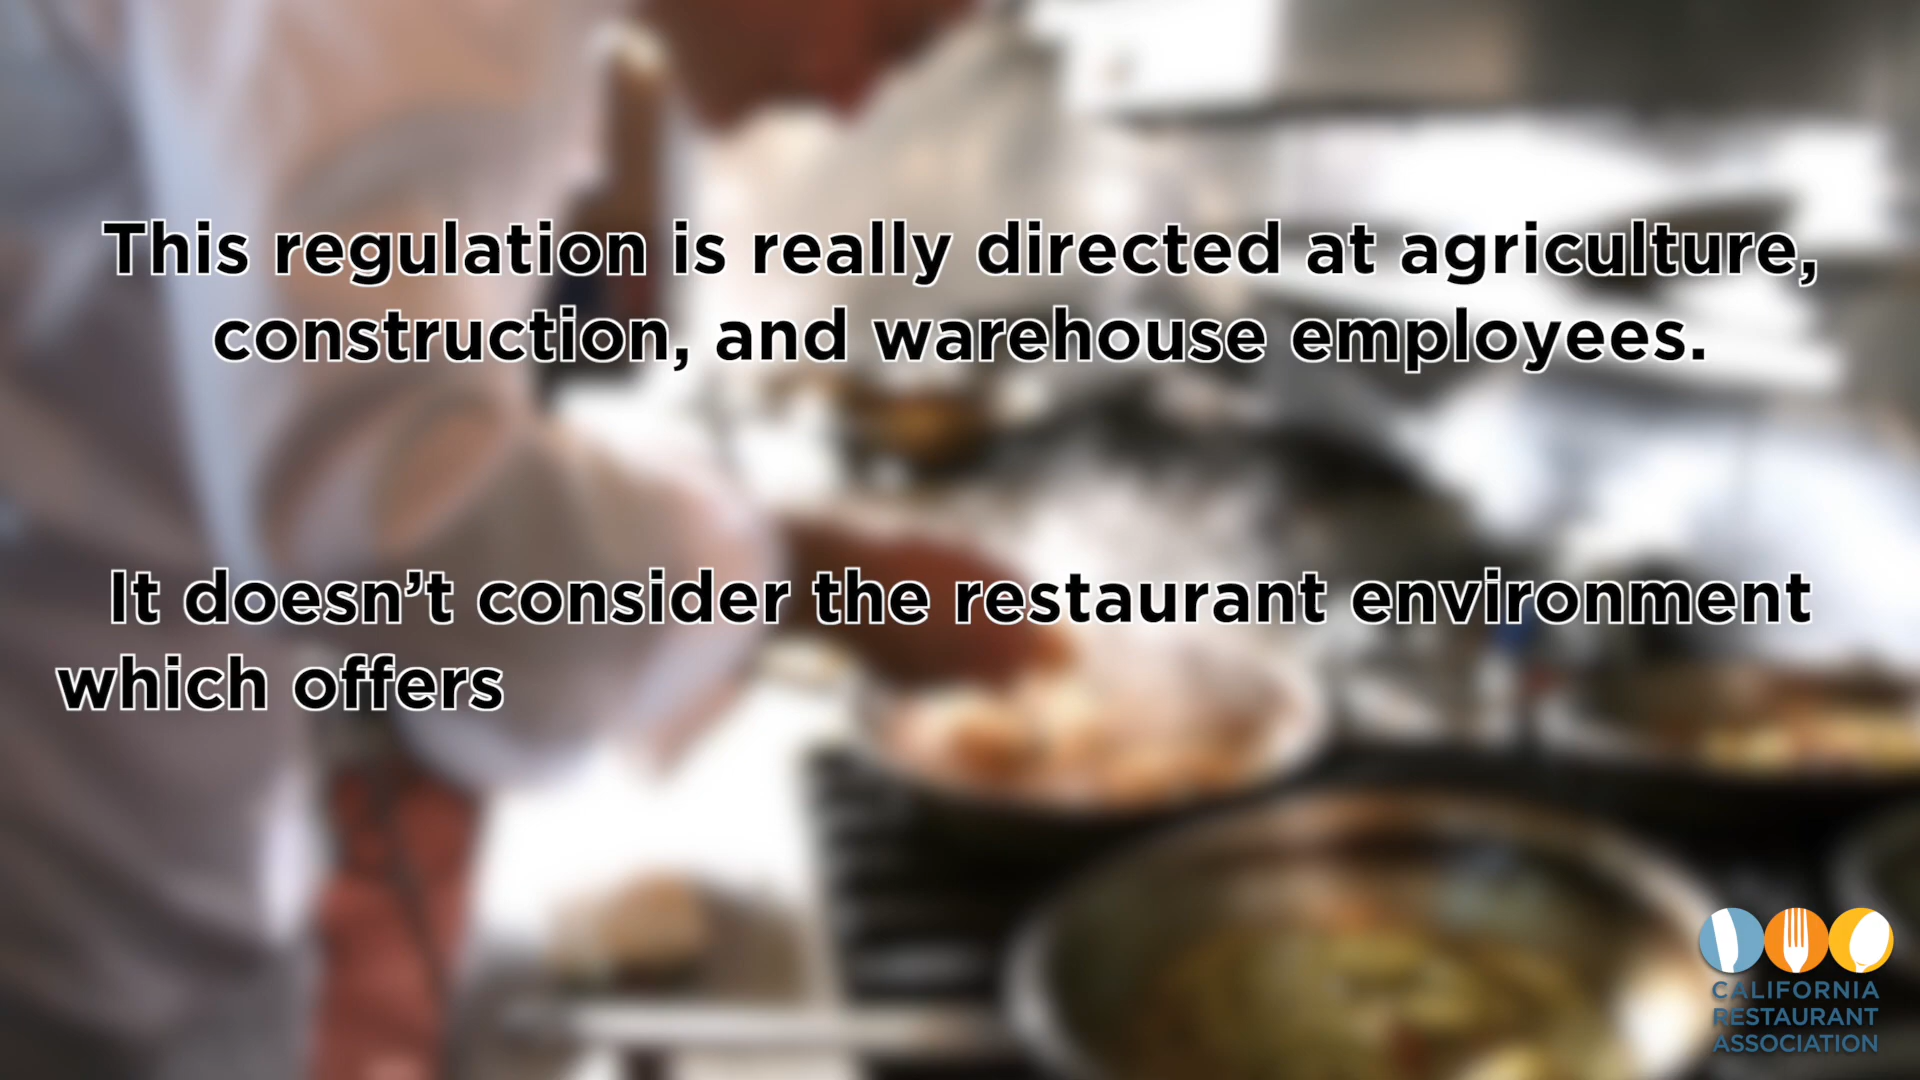 This regulation is really directed at agriculture,
construction, and warehouse employees.
It doesn’t consider the restaurant environment
which offers
CALIFORNIA
RESTAURANT
ASSOCIATION